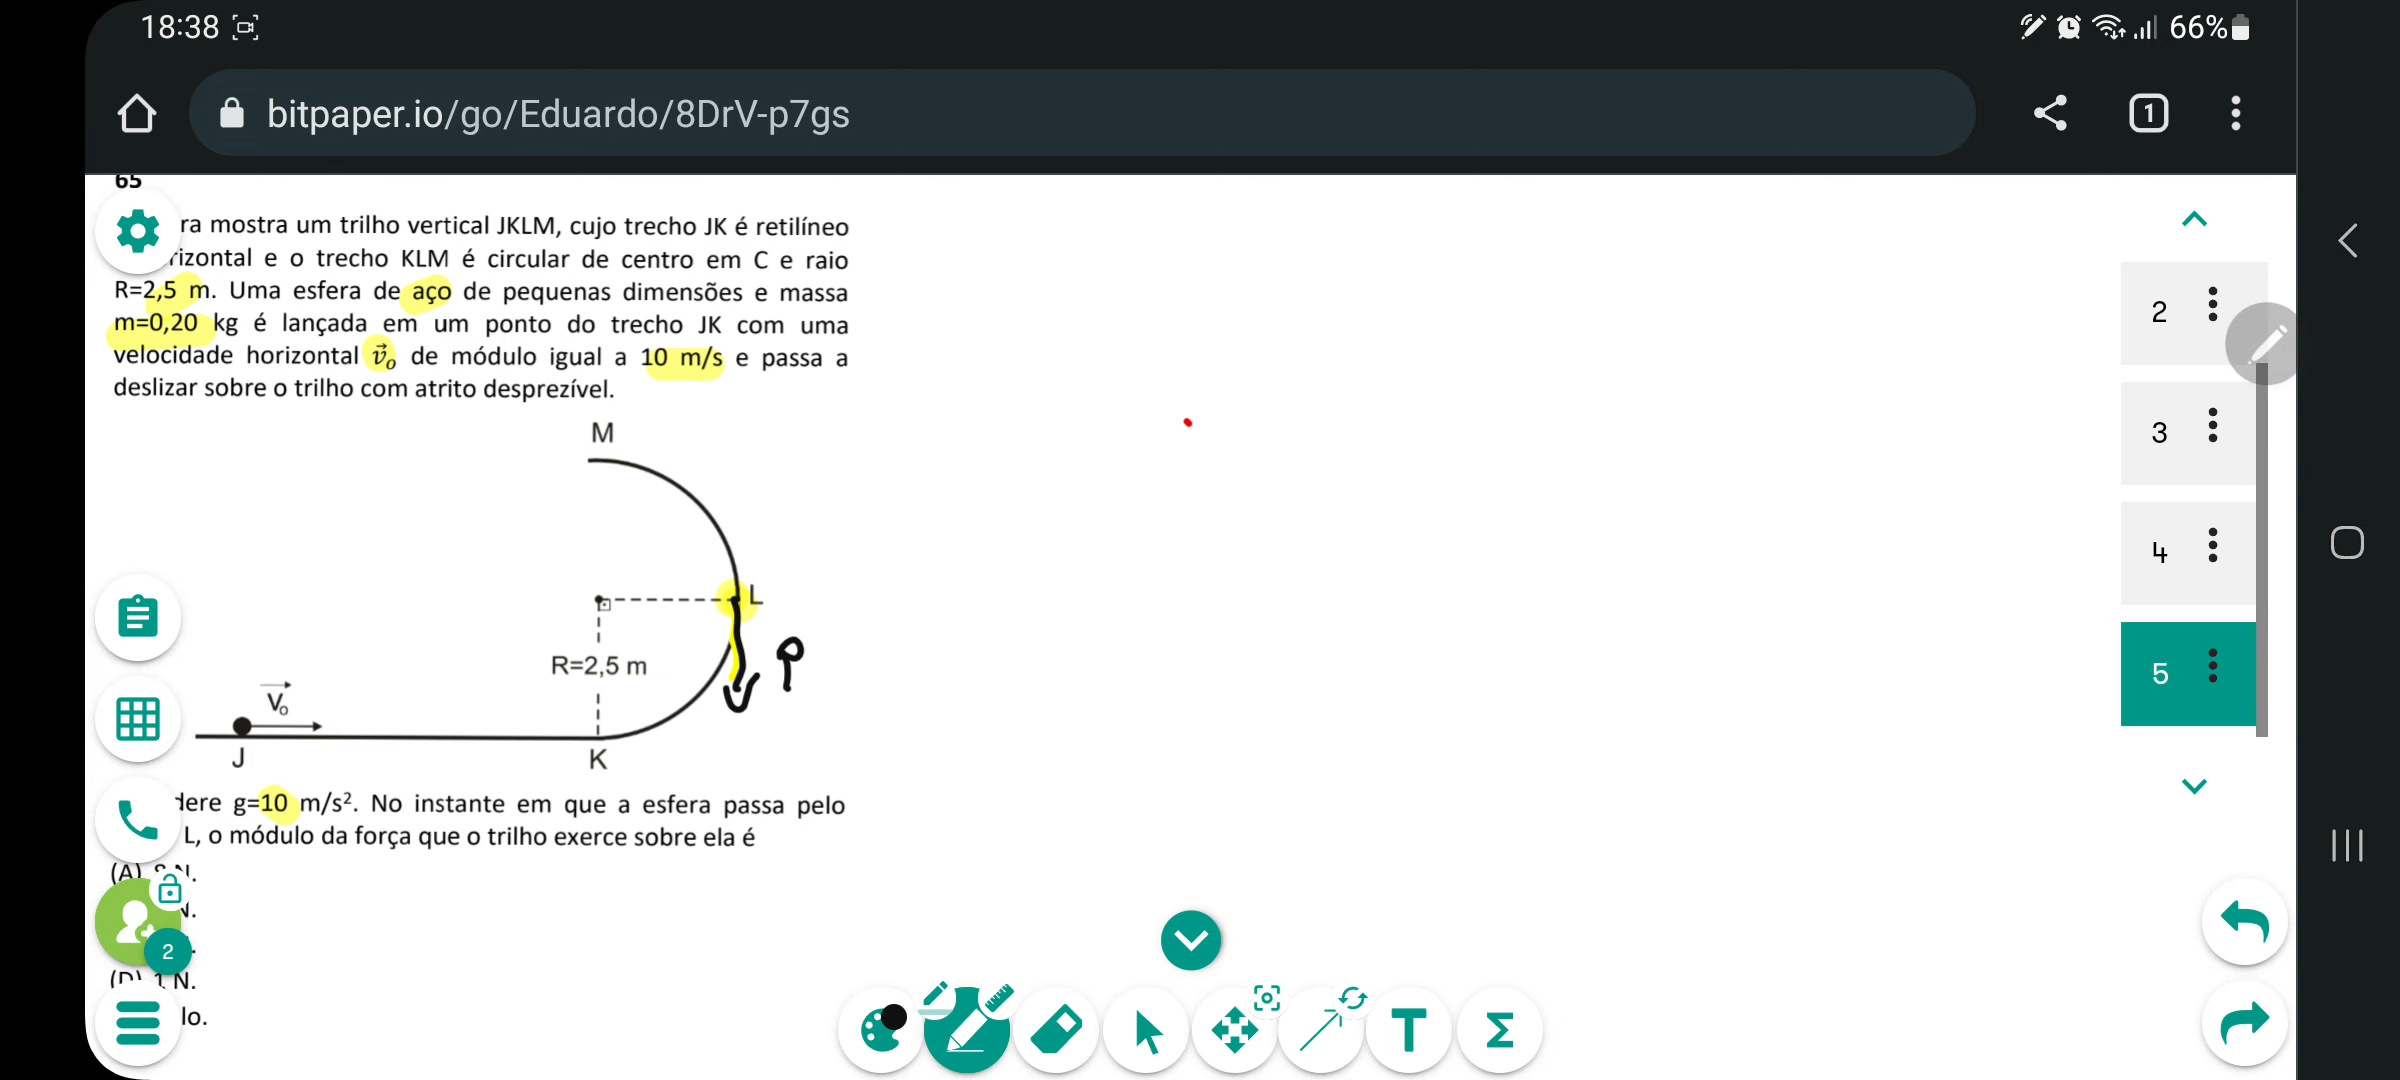 18:38
66%
bitpaper.io/go/Eduardo/8DrV-p7gs
1
65
ra mostra um trilho vertical JKLM, cujo trecho JK é retilíneo
rizontal e o trecho KLM é circular de centro em C e raio
R=2,5 m. Uma esfera de aço de pequenas dimensões e massa
m=0,20 kg é lançada em um ponto do trecho JK com uma
velocidade horizontal v⃗o de módulo igual a 10 m/s e passa a
deslizar sobre o trilho com atrito desprezível.
M
L
P
R=2,5 m
Vo
J
K
dere g=10 m/s². No instante em que a esfera passa pelo
L, o módulo da força que o trilho exerce sobre ela é
(A) 8 N.
N.
(D) 1 N.
lo.
2
2
3
4
5
T
Σ